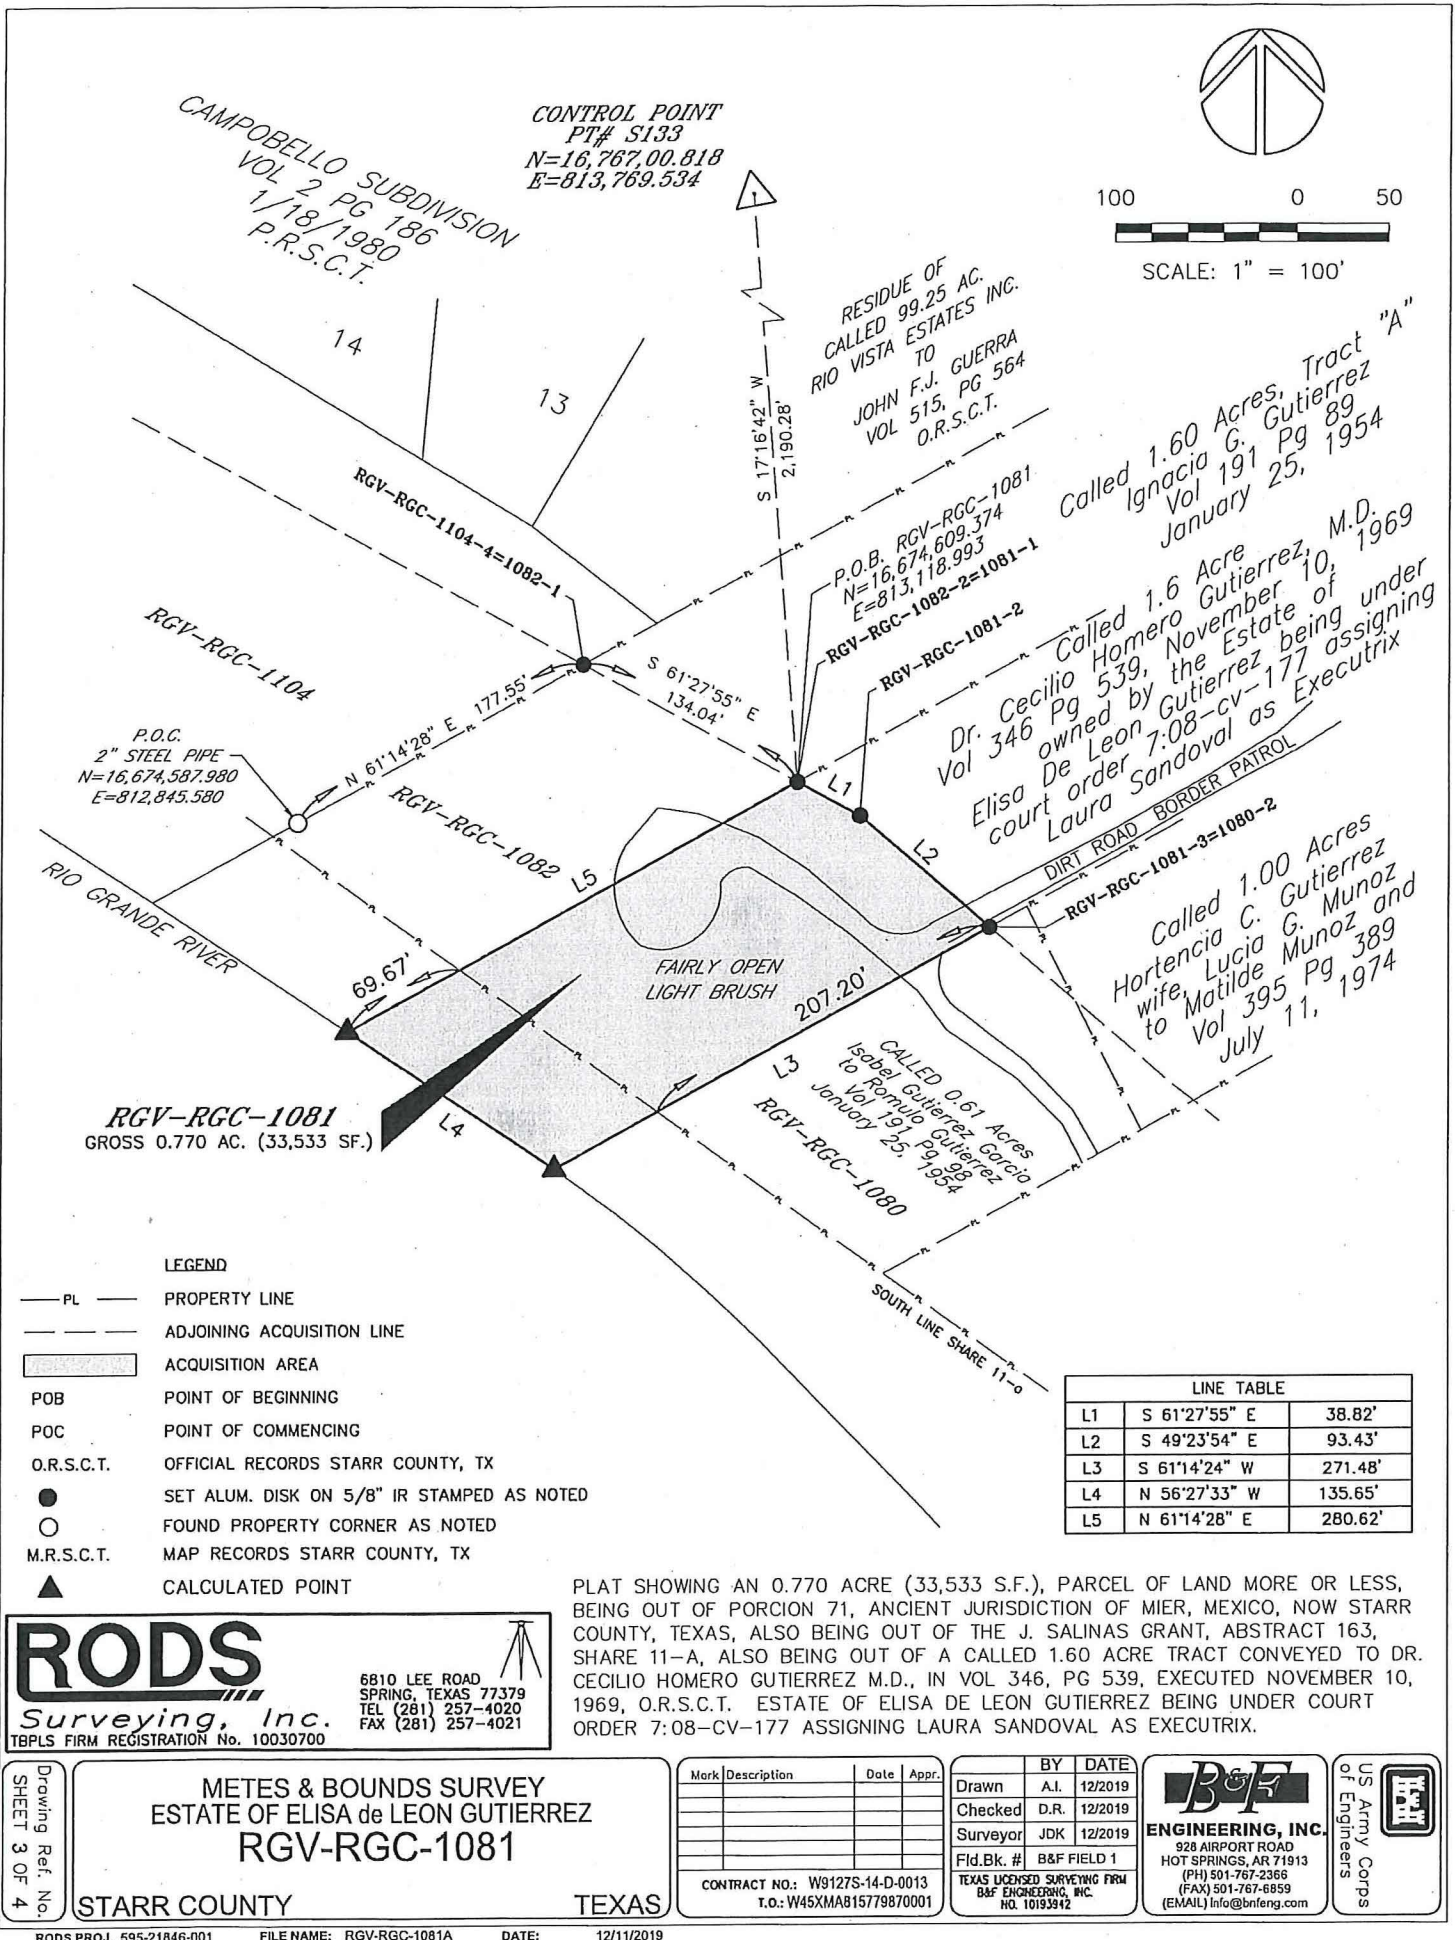 CAMPOBELLO SUBDIVISION
VOL 2 PG 186
1/18/1980
P.R.S.C.T.
CONTROL POINT
PT# S133
N=16,767,00.818
E=813,769.534
100 0 50
SCALE: 1" = 100'
14
13
RESIDUE OF
CALLED 99.25 AC.
RIO VISTA ESTATES INC.
TO
JOHN F.J. GUERRA
VOL 515, PG 564
O.R.S.C.T.
S 17°16'42" W
2,190.28'
Called 1.60 Acres, Tract "A"
Ignacia G. Gutierrez
Vol 191 Pg 89
January 25, 1954
RGV-RGC-1104-4=1082-1
P.O.B. RGV-RGC-1081
N=16,674,609.374
E=813,118.993
RGV-RGC-1082-2=1081-1
RGV-RGC-1081-2
Called 1.6 Acre
Dr. Cecilio Homero Gutierrez, M.D.
Vol 346 Pg 539, November 10, 1969
owned by the Estate of
Elisa De Leon Gutierrez being under
court order 7:08-cv-177 assigning
Laura Sandoval as Executrix
RGV-RGC-1104
S 61°27'55" E
134.04'
N 61°14'28" E 177.55'
P.O.C.
2" STEEL PIPE
N=16,674,587.980
E=812,845.580
RGV-RGC-1082
L1
L2
L5
DIRT ROAD BORDER PATROL
RGV-RGC-1081-3=1080-2
RIO GRANDE RIVER
69.67'
FAIRLY OPEN
LIGHT BRUSH
207.20'
L3
Called 1.00 Acres
Hortencia C. Gutierrez
wife, Lucia G. Munoz
to Matilde Munoz and
Vol 395 Pg 389
July 11, 1974
CALLED 0.61 Acres
Isabel Gutierrez Garcia
to Romulo Gutierrez
Vol 191 Pg 98
January 25, 1954
RGV-RGC-1080
RGV-RGC-1081
GROSS 0.770 AC. (33,533 SF.)
L4
SOUTH LINE SHARE 11-a
LEGEND
PL PROPERTY LINE
ADJOINING ACQUISITION LINE
ACQUISITION AREA
POB POINT OF BEGINNING
POC POINT OF COMMENCING
O.R.S.C.T. OFFICIAL RECORDS STARR COUNTY, TX
SET ALUM. DISK ON 5/8" IR STAMPED AS NOTED
FOUND PROPERTY CORNER AS NOTED
M.R.S.C.T. MAP RECORDS STARR COUNTY, TX
CALCULATED POINT
LINE TABLE
L1 S 61°27'55" E 38.82'
L2 S 49°23'54" E 93.43'
L3 S 61°14'24" W 271.48'
L4 N 56°27'33" W 135.65'
L5 N 61°14'28" E 280.62'
PLAT SHOWING AN 0.770 ACRE (33,533 S.F.), PARCEL OF LAND MORE OR LESS,
BEING OUT OF PORCION 71, ANCIENT JURISDICTION OF MIER, MEXICO, NOW STARR
COUNTY, TEXAS, ALSO BEING OUT OF THE J. SALINAS GRANT, ABSTRACT 163,
SHARE 11-A, ALSO BEING OUT OF A CALLED 1.60 ACRE TRACT CONVEYED TO DR.
CECILIO HOMERO GUTIERREZ M.D., IN VOL 346, PG 539, EXECUTED NOVEMBER 10,
1969, O.R.S.C.T. ESTATE OF ELISA DE LEON GUTIERREZ BEING UNDER COURT
ORDER 7:08-CV-177 ASSIGNING LAURA SANDOVAL AS EXECUTRIX.
RODS
Surveying, Inc.
6810 LEE ROAD
SPRING, TEXAS 77379
TEL (281) 257-4020
FAX (281) 257-4021
TBPLS FIRM REGISTRATION No. 10030700
Drawing Ref. No.
SHEET 3 OF 4
METES & BOUNDS SURVEY
ESTATE OF ELISA de LEON GUTIERREZ
RGV-RGC-1081
STARR COUNTY TEXAS
Mark Description Date Appr.
CONTRACT NO.: W9127S-14-D-0013
T.O.: W45XMA815779870001
BY DATE
Drawn A.I. 12/2019
Checked D.R. 12/2019
Surveyor JDK 12/2019
Fld.Bk. # B&F FIELD 1
TEXAS LICENSED SURVEYING FIRM
B&F ENGINEERING, INC.
NO. 10193942
B&F
ENGINEERING, INC.
928 AIRPORT ROAD
HOT SPRINGS, AR 71913
(PH) 501-767-2366
(FAX) 501-767-6859
(EMAIL) Info@bnfeng.com
US Army Corps
of Engineers
RODS PROJ. 595-21846-001 FILE NAME: RGV-RGC-1081A DATE: 12/11/2019